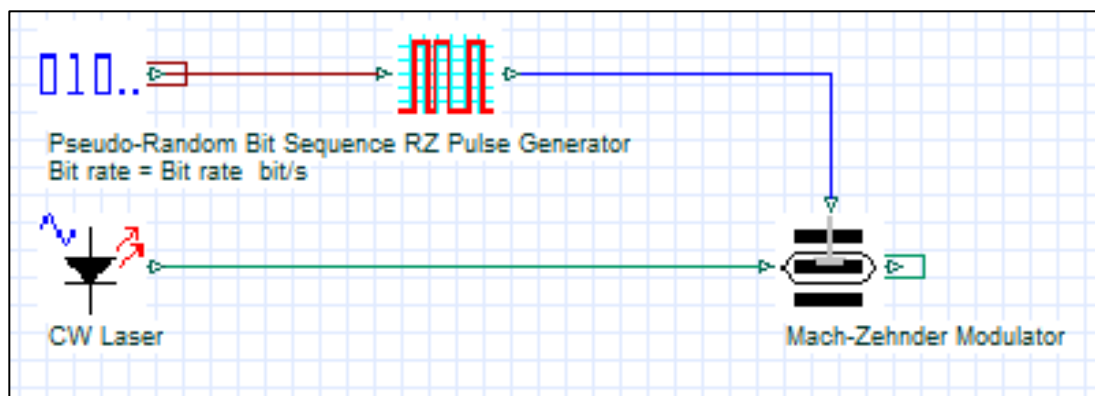 010..
Pseudo-Random Bit Sequence RZ Pulse Generator
Bit rate = Bit rate bit/s
CW Laser
Mach-Zehnder Modulator